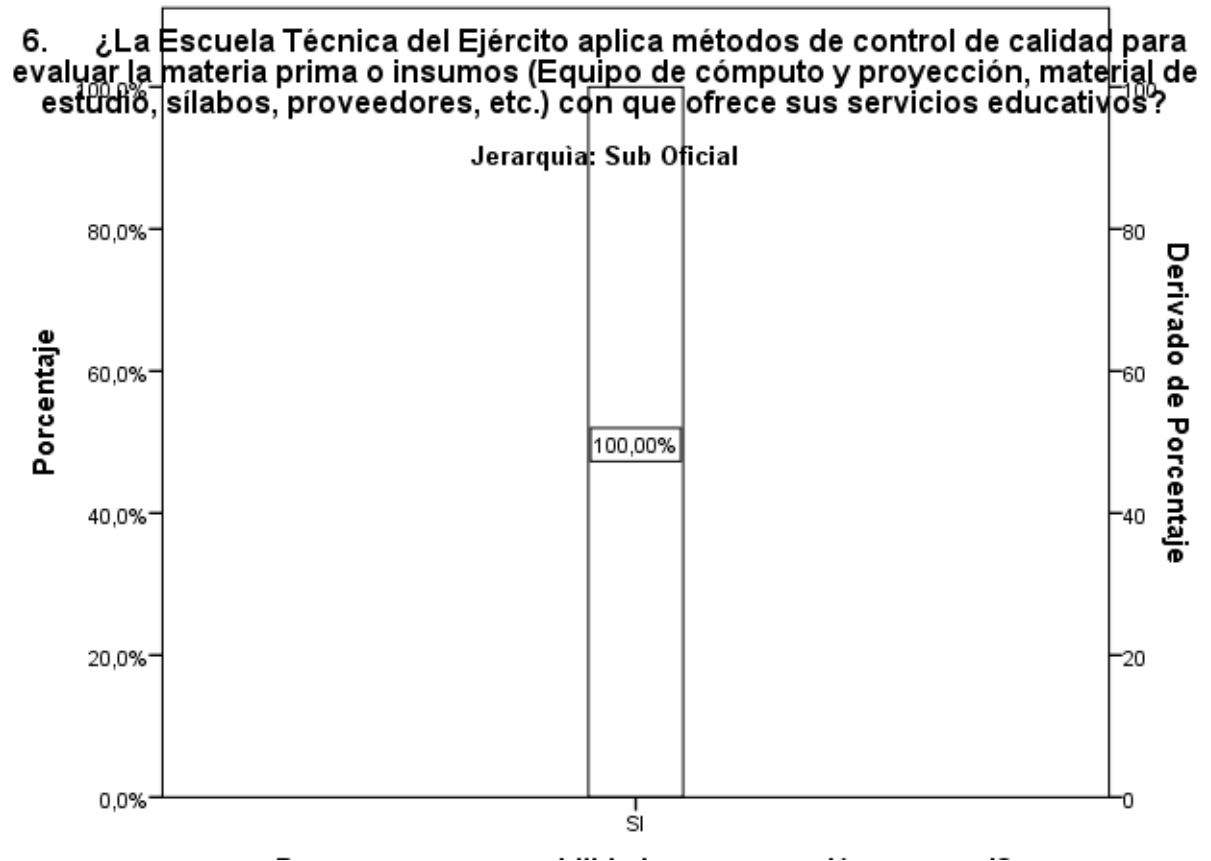 6. ¿La Escuela Técnica del Ejército aplica métodos de control de calidad para
evaluar la materia prima o insumos (Equipo de cómputo y proyección, material de
estudio, sílabos, proveedores, etc.) con que ofrece sus servicios educativos?
Jerarquìa: Sub Oficial
100,0%
80,0%
60,0%
40,0%
20,0%
0,0%
Porcentaje
100,00%
SI
100
80
60
40
20
0
Derivado de Porcentaje